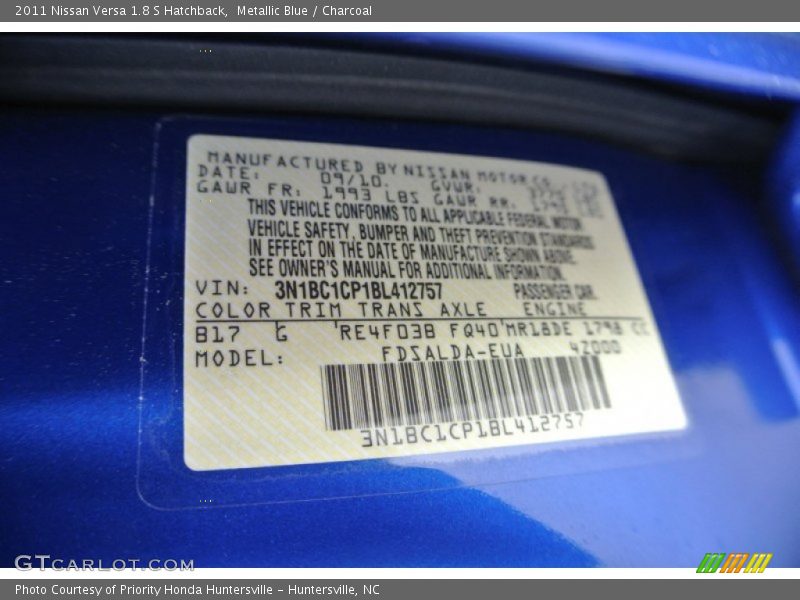 2011 Nissan Versa 1.8 S Hatchback,  Metallic Blue / Charcoal
MANUFACTURED BY NISSAN MOTOR CO
DATE: 09/10. GVWR:
GAWR FR: 1993 LBS GAWR RR.
THIS VEHICLE CONFORMS TO ALL APPLICABLE FEDERAL MOTOR
VEHICLE SAFETY, BUMPER AND THEFT PREVENTION STANDARDS
IN EFFECT ON THE DATE OF MANUFACTURE SHOWN ABOVE.
SEE OWNER'S MANUAL FOR ADDITIONAL INFORMATION.
VIN: 3N1BC1CP1BL412757 PASSENGER CAR.
COLOR TRIM TRANS AXLE ENGINE
B17 G RE4F03B FQ40 MR18DE 1798 CC
MODEL: FDSALDA-EUA 4Z000
3N1BC1CP1BL412757
GTCARLOT.COM
Photo Courtesy of Priority Honda Huntersville – Huntersville, NC